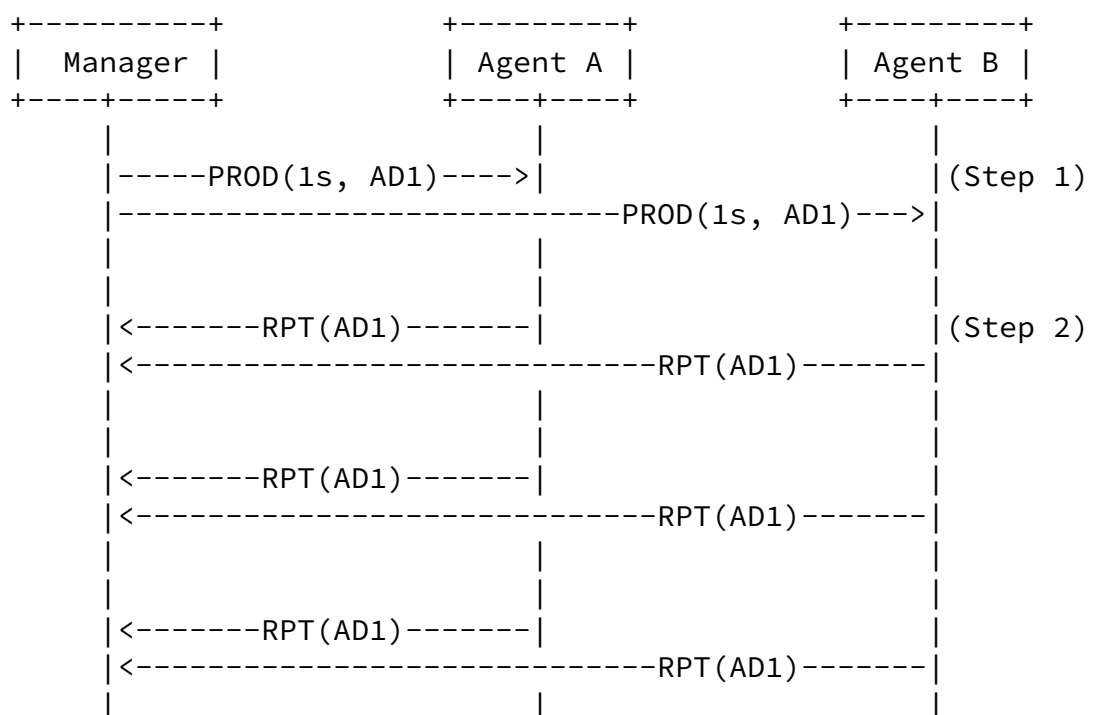 +----------+            +---------+           +---------+
|  Manager |            | Agent A |           | Agent B |
+----+-----+            +----+----+           +----+----+
     |                       |                     |
     |-----PROD(1s, AD1)---->|                     |(Step 1)
     |----------------------------PROD(1s, AD1)--->|
     |                       |                     |
     |                       |                     |
     |<-------RPT(AD1)-------|                     |(Step 2)
     |<------------------------------RPT(AD1)-------|
     |                       |                     |
     |                       |                     |
     |<-------RPT(AD1)-------|                     |
     |<------------------------------RPT(AD1)-------|
     |                       |                     |
     |                       |                     |
     |<-------RPT(AD1)-------|                     |
     |<------------------------------RPT(AD1)-------|
     |                       |                     |